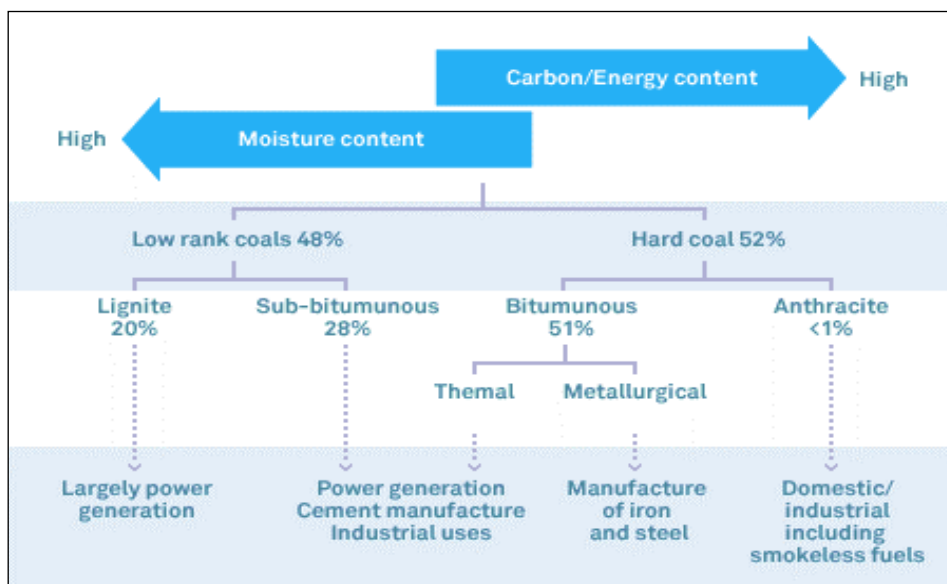 Carbon/Energy content
High
High
Moisture content
Low rank coals 48%
Hard coal 52%
Lignite
20%
Sub-bitumunous
28%
Bitumunous
51%
Anthracite
<1%
Themal
Metallurgical
Largely power
generation
Power generation
Cement manufacture
Industrial uses
Manufacture
of iron
and steel
Domestic/
industrial
including
smokeless fuels